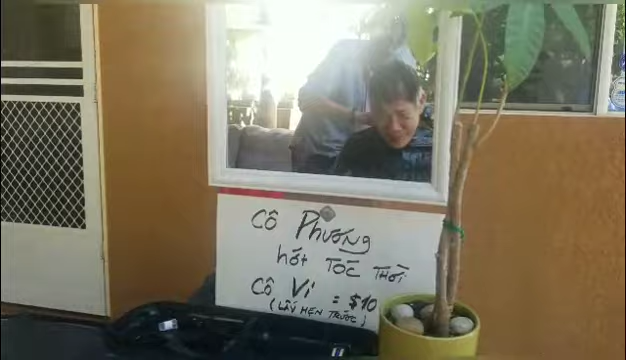 CÔ Phương
hớt TÓC THỜI
CÔ Vi : $10
(LẤY HẸN TRƯỚC)